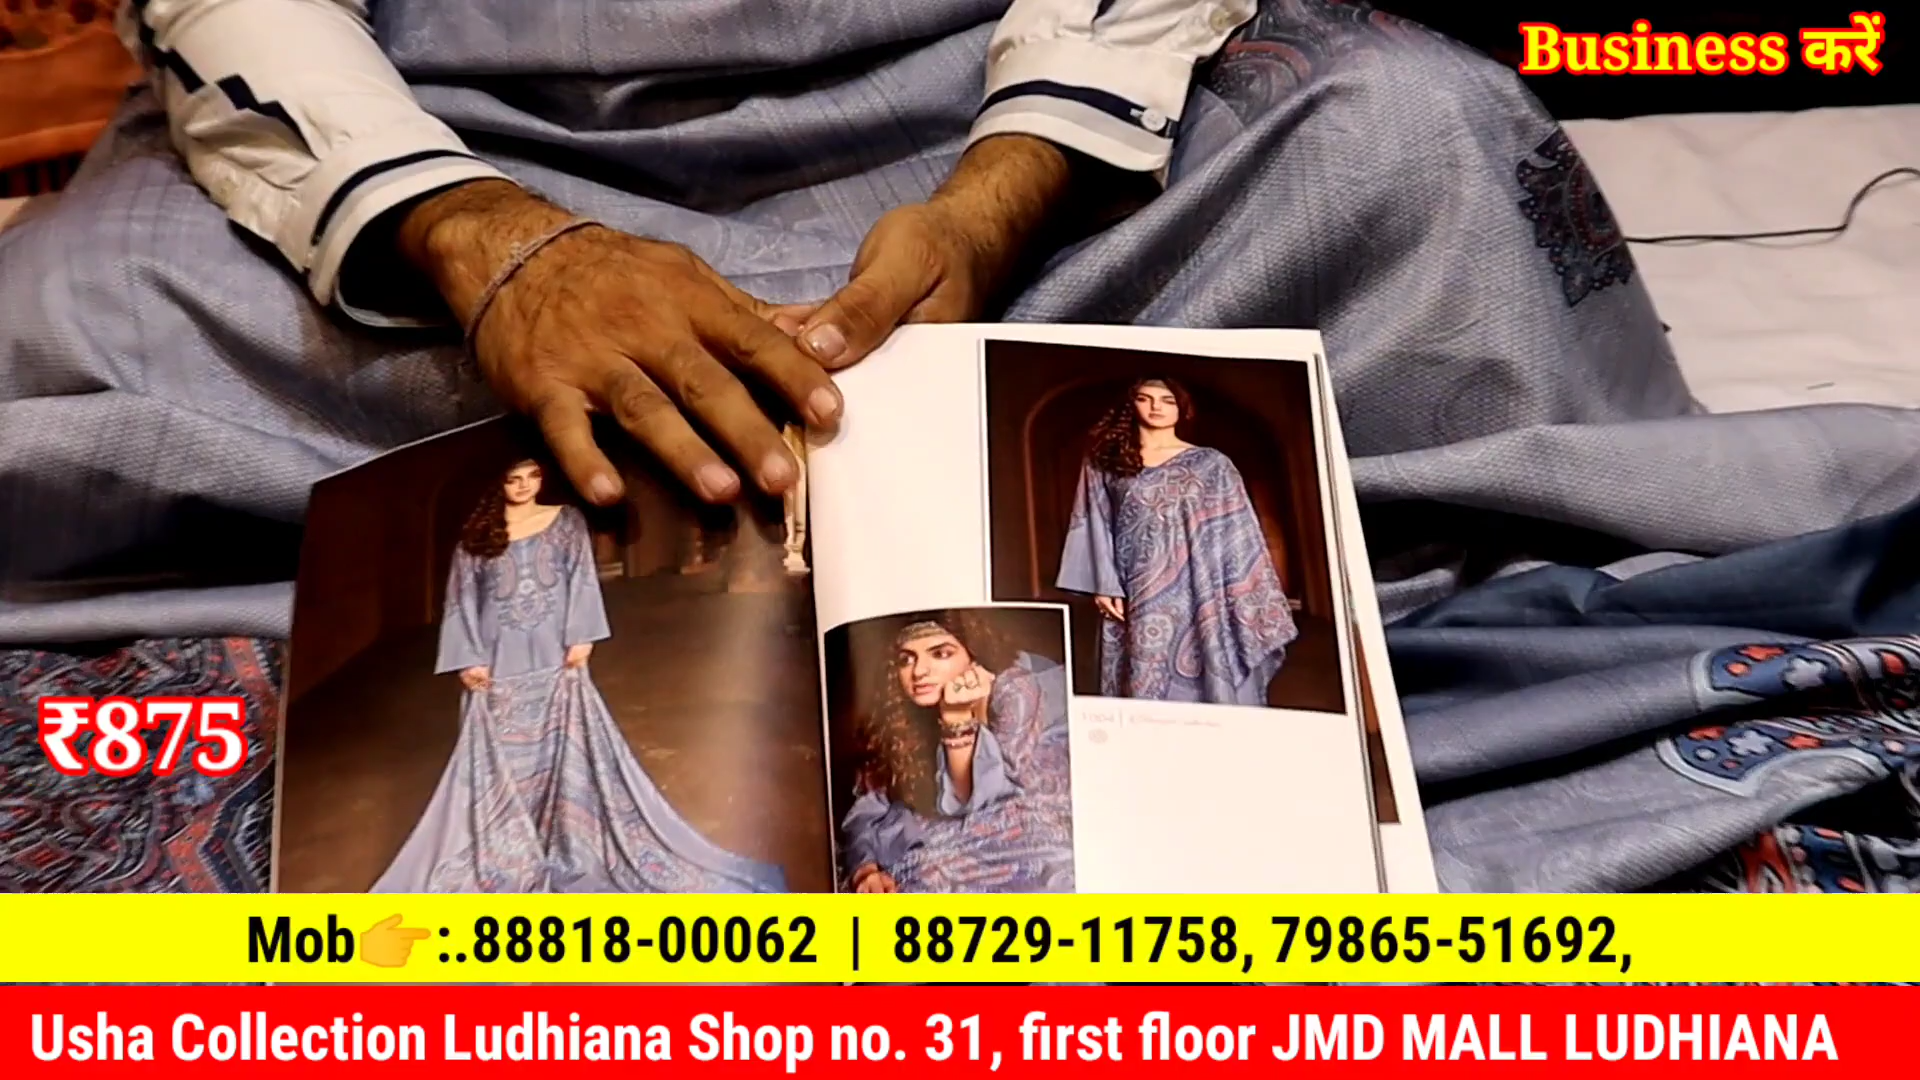 Business करें
₹875
Mob👉:.88818-00062 | 88729-11758, 79865-51692,
Usha Collection Ludhiana Shop no. 31, first floor JMD MALL LUDHIANA